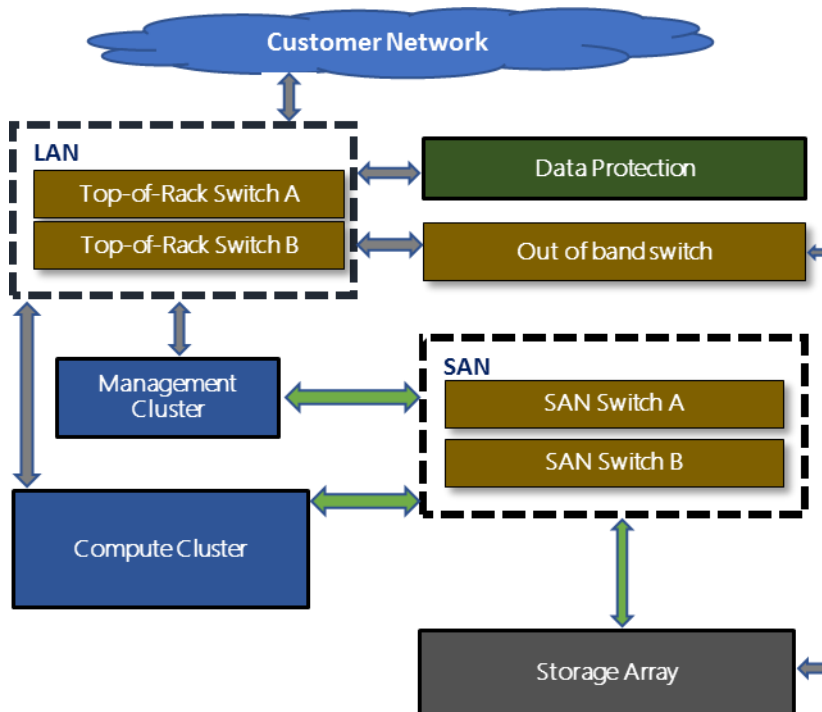 Customer Network
LAN
Top-of-Rack Switch A
Top-of-Rack Switch B
Data Protection
Out of band switch
Management
Cluster
SAN
SAN Switch A
SAN Switch B
Compute Cluster
Storage Array